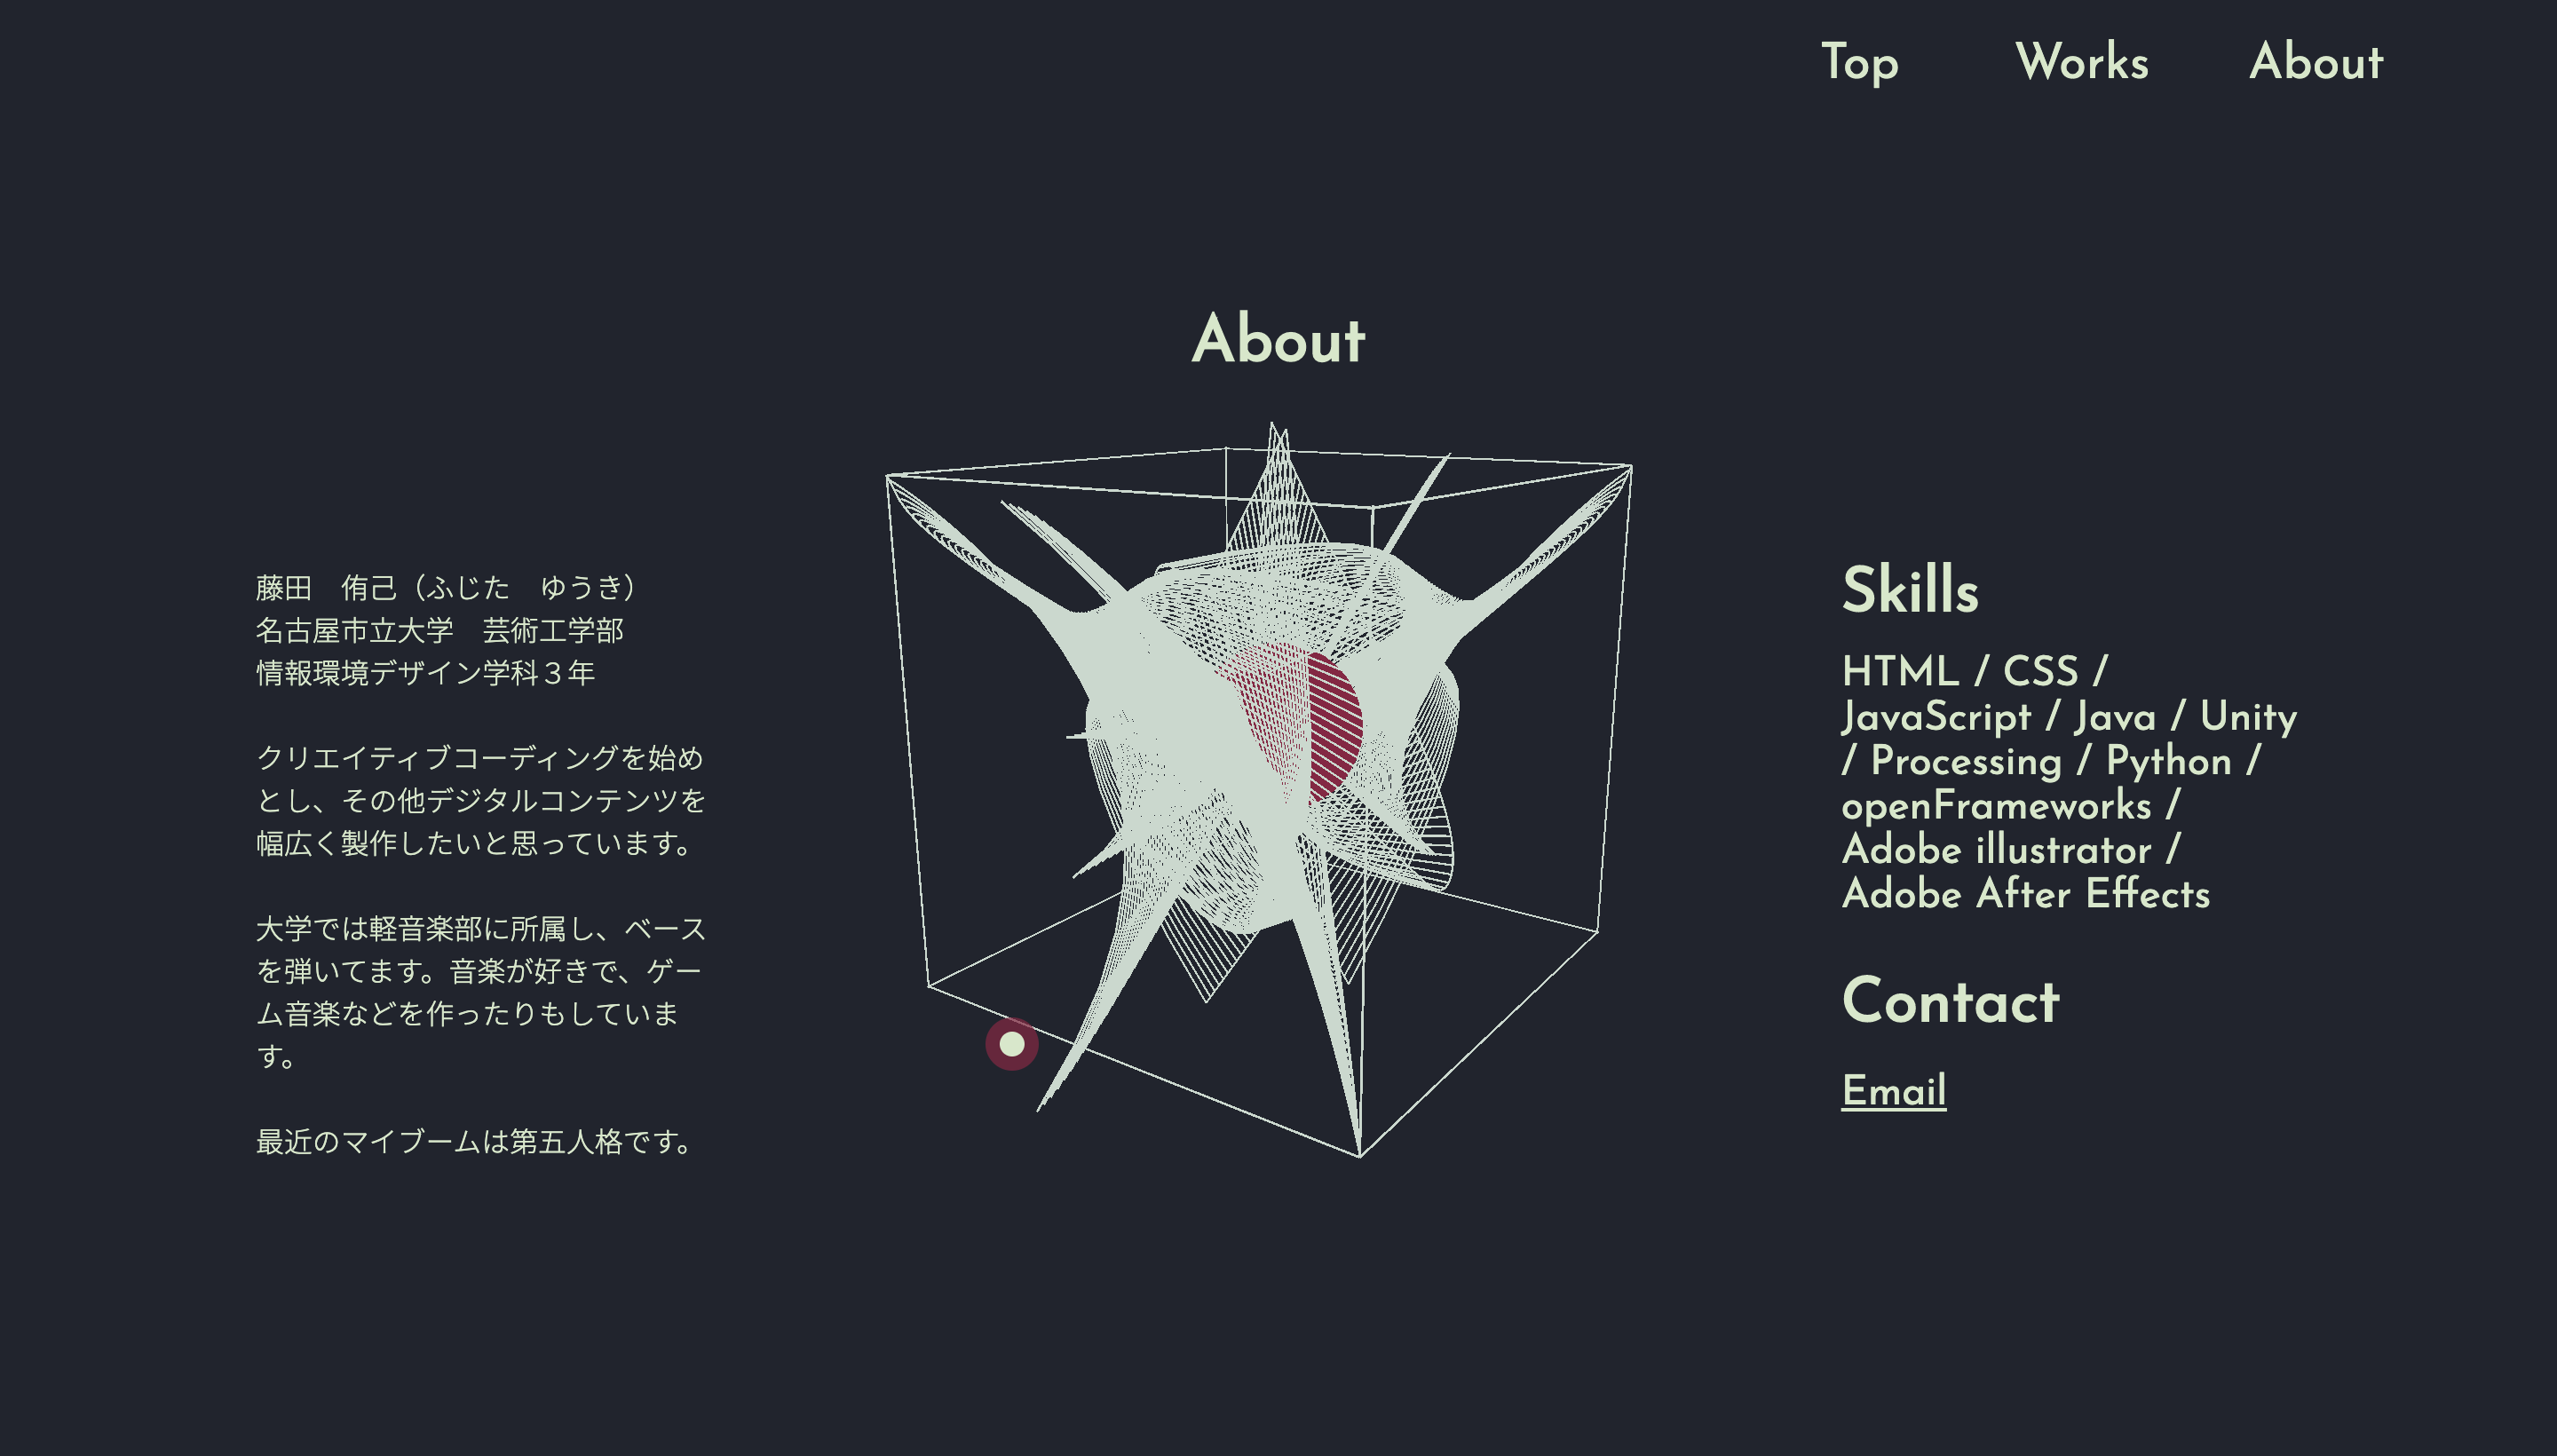 Top Works About
About
藤田　侑己（ふじた　ゆうき）
名古屋市立大学　芸術工学部
情報環境デザイン学科３年
クリエイティブコーディングを始め
とし、その他デジタルコンテンツを
幅広く製作したいと思っています。
大学では軽音楽部に所属し、ベース
を弾いてます。音楽が好きで、ゲー
ム音楽などを作ったりもしていま
す。
最近のマイブームは第五人格です。
Skills
HTML / CSS /
JavaScript / Java / Unity
/ Processing / Python /
openFrameworks /
Adobe illustrator /
Adobe After Effects
Contact
Email